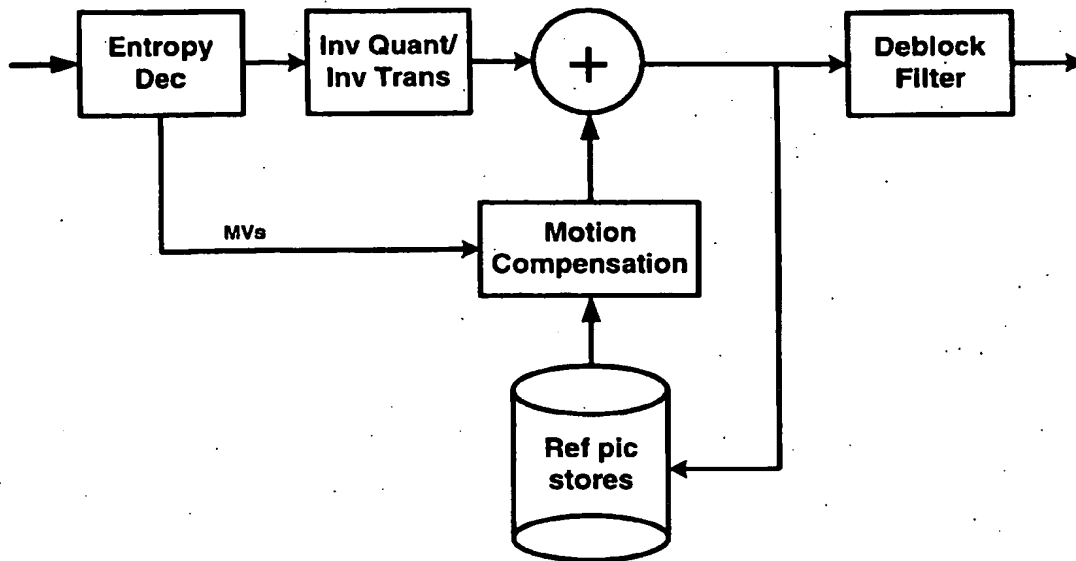 Entropy
Dec
Inv Quant/
Inv Trans
+
Deblock
Filter
MVs
Motion
Compensation
Ref pic
stores